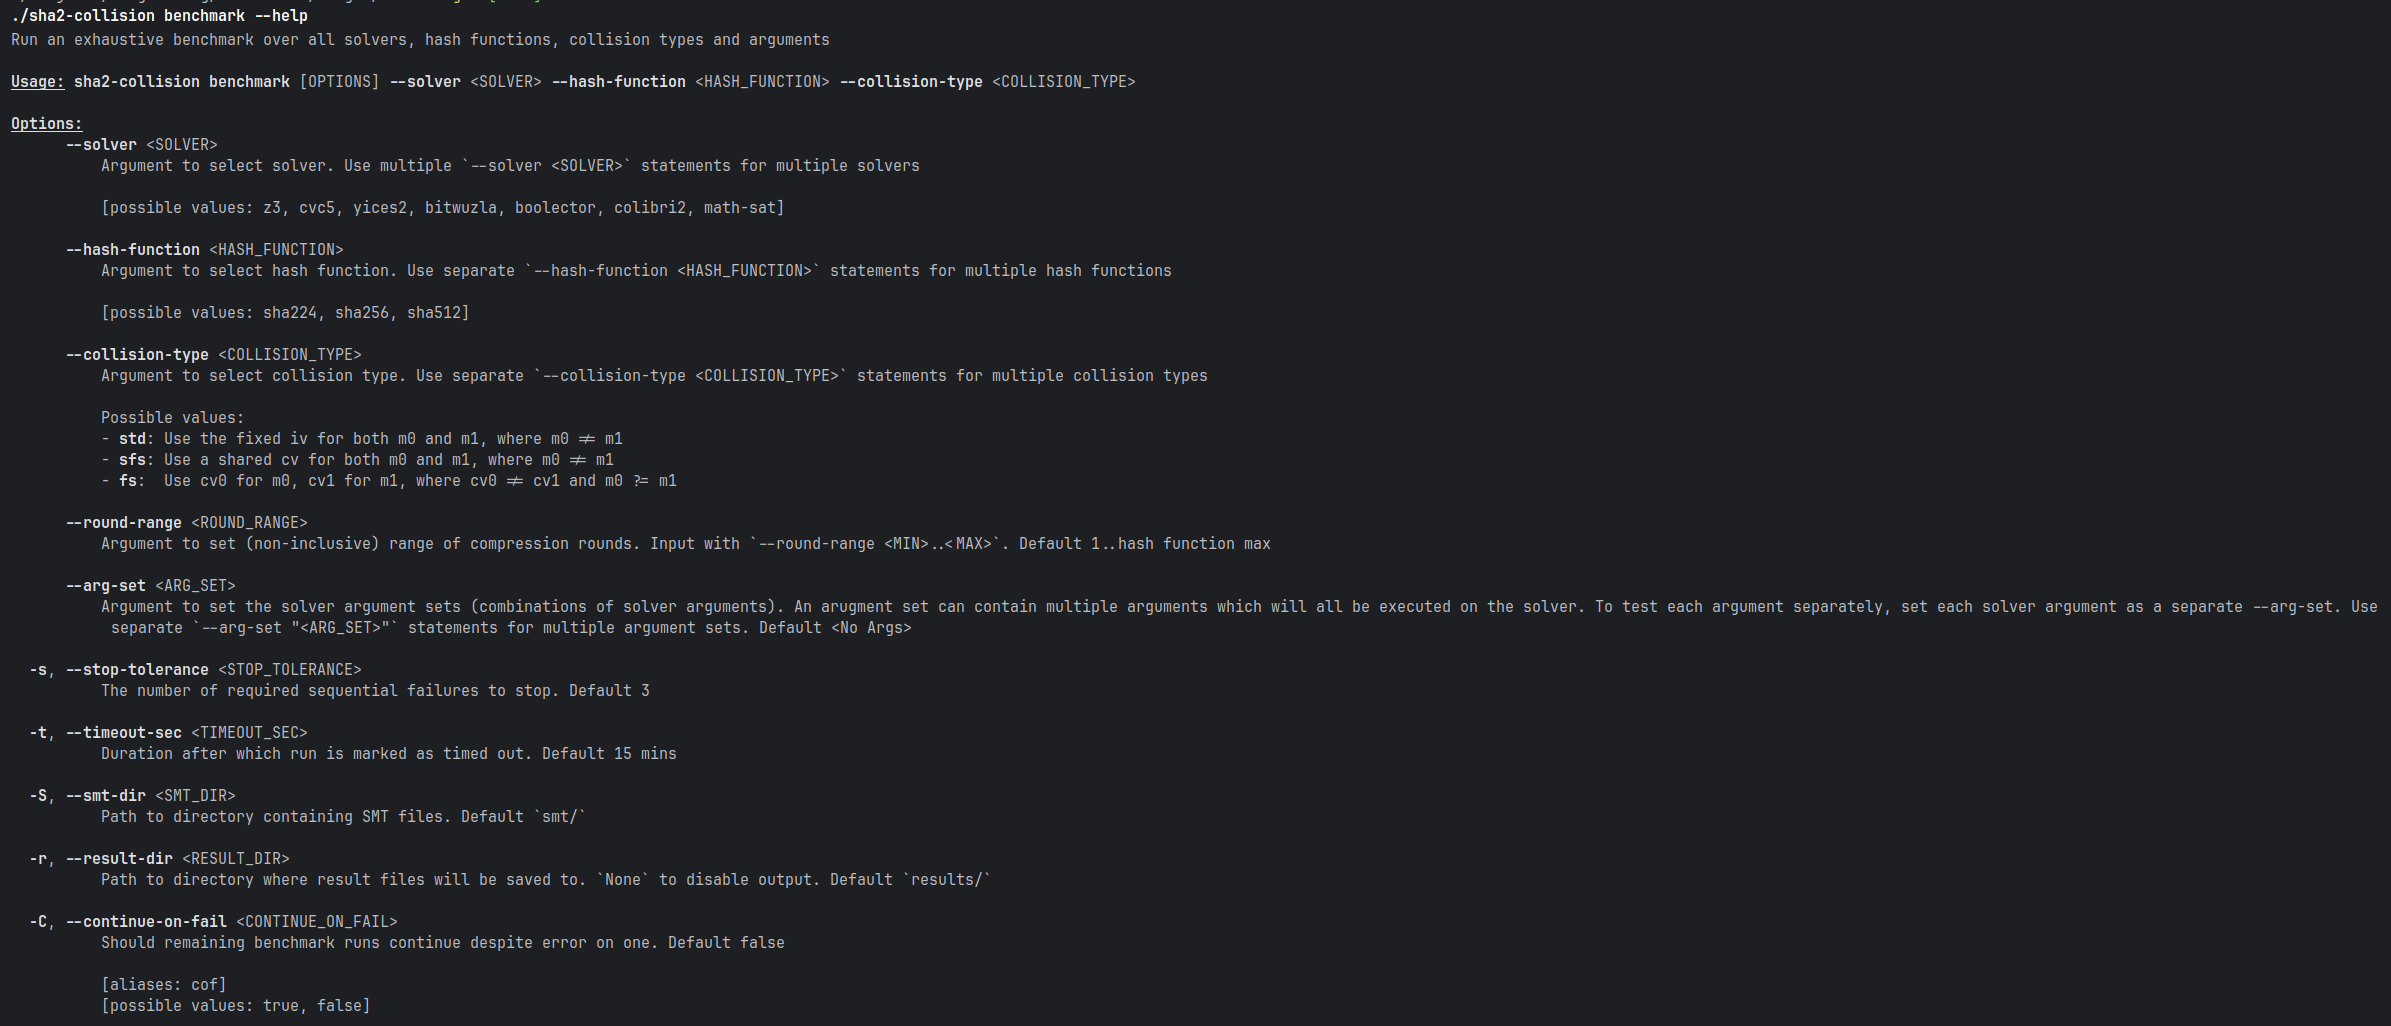 ./sha2-collision benchmark --help
Run an exhaustive benchmark over all solvers, hash functions, collision types and arguments
Usage: sha2-collision benchmark [OPTIONS] --solver <SOLVER> --hash-function <HASH_FUNCTION> --collision-type <COLLISION_TYPE>
Options:
--solver <SOLVER>
Argument to select solver. Use multiple `--solver <SOLVER>` statements for multiple solvers
[possible values: z3, cvc5, yices2, bitwuzla, boolector, colibri2, math-sat]
--hash-function <HASH_FUNCTION>
Argument to select hash function. Use separate `--hash-function <HASH_FUNCTION>` statements for multiple hash functions
[possible values: sha224, sha256, sha512]
--collision-type <COLLISION_TYPE>
Argument to select collision type. Use separate `--collision-type <COLLISION_TYPE>` statements for multiple collision types
Possible values:
- std: Use the fixed iv for both m0 and m1, where m0 != m1
- sfs: Use a shared cv for both m0 and m1, where m0 != m1
- fs:  Use cv0 for m0, cv1 for m1, where cv0 != cv1 and m0 ?= m1
--round-range <ROUND_RANGE>
Argument to set (non-inclusive) range of compression rounds. Input with `--round-range <MIN>..<MAX>`. Default 1..hash function max
--arg-set <ARG_SET>
Argument to set the solver argument sets (combinations of solver arguments). An arugment set can contain multiple arguments which will all be executed on the solver. To test each argument separately, set each solver argument as a separate --arg-set. Use
separate `--arg-set "<ARG_SET>"` statements for multiple argument sets. Default <No Args>
-s, --stop-tolerance <STOP_TOLERANCE>
The number of required sequential failures to stop. Default 3
-t, --timeout-sec <TIMEOUT_SEC>
Duration after which run is marked as timed out. Default 15 mins
-S, --smt-dir <SMT_DIR>
Path to directory containing SMT files. Default `smt/`
-r, --result-dir <RESULT_DIR>
Path to directory where result files will be saved to. `None` to disable output. Default `results/`
-C, --continue-on-fail <CONTINUE_ON_FAIL>
Should remaining benchmark runs continue despite error on one. Default false
[aliases: cof]
[possible values: true, false]